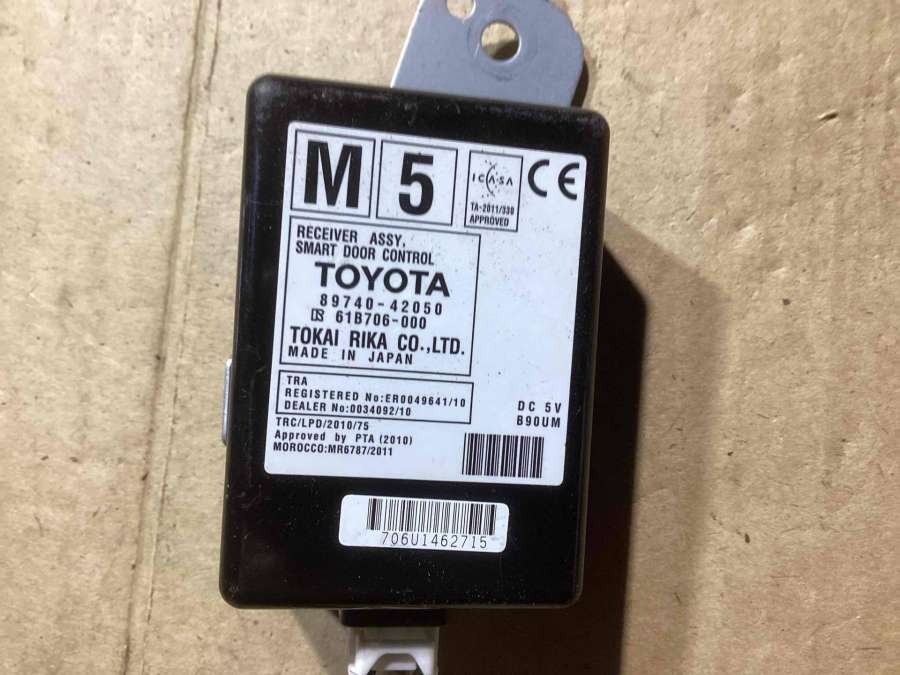 M 5
ICASA
TA-2011/330
APPROVED
CE
RECEIVER ASSY,
SMART DOOR CONTROL
TOYOTA
89740-42050
61B706-000
TOKAI RIKA CO.,LTD.
MADE IN JAPAN
TRA
REGISTERED No:ER0049641/10
DEALER No:0034092/10
DC 5V
B90UM
TRC/LPD/2010/75
Approved by PTA (2010)
MOROCCO:MR6787/2011
706U1462715